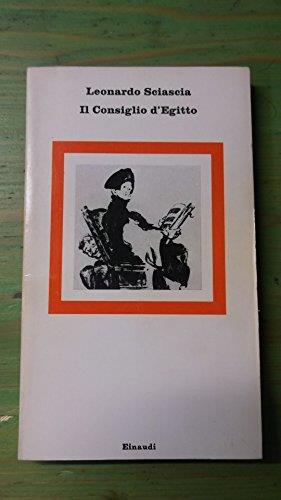 Leonardo Sciascia
Il Consiglio d'Egitto
Einaudi